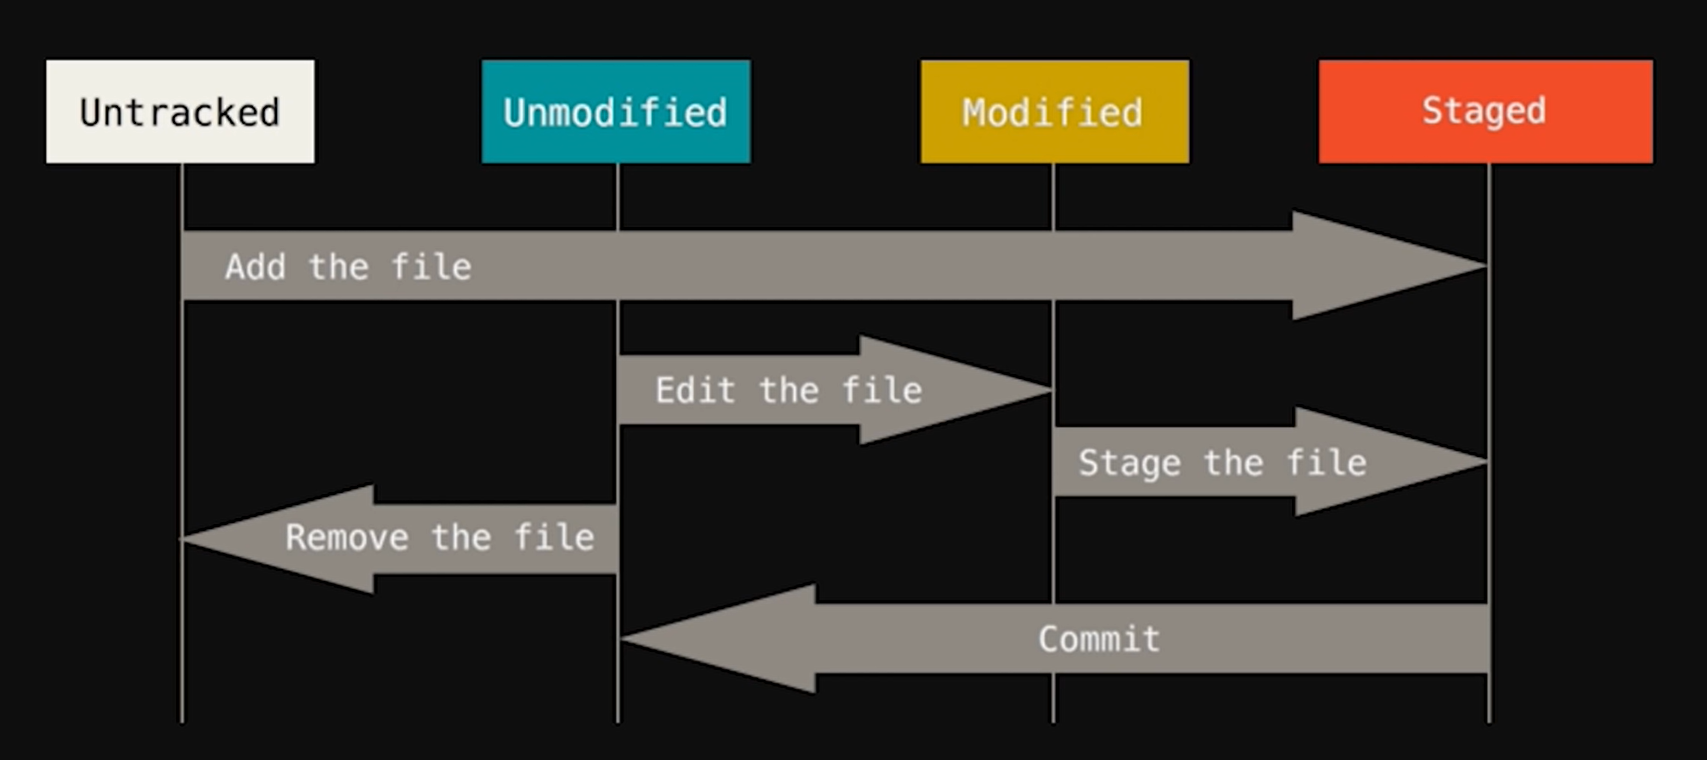 Untracked
Unmodified
Modified
Staged
Add the file
Edit the file
Stage the file
Remove the file
Commit